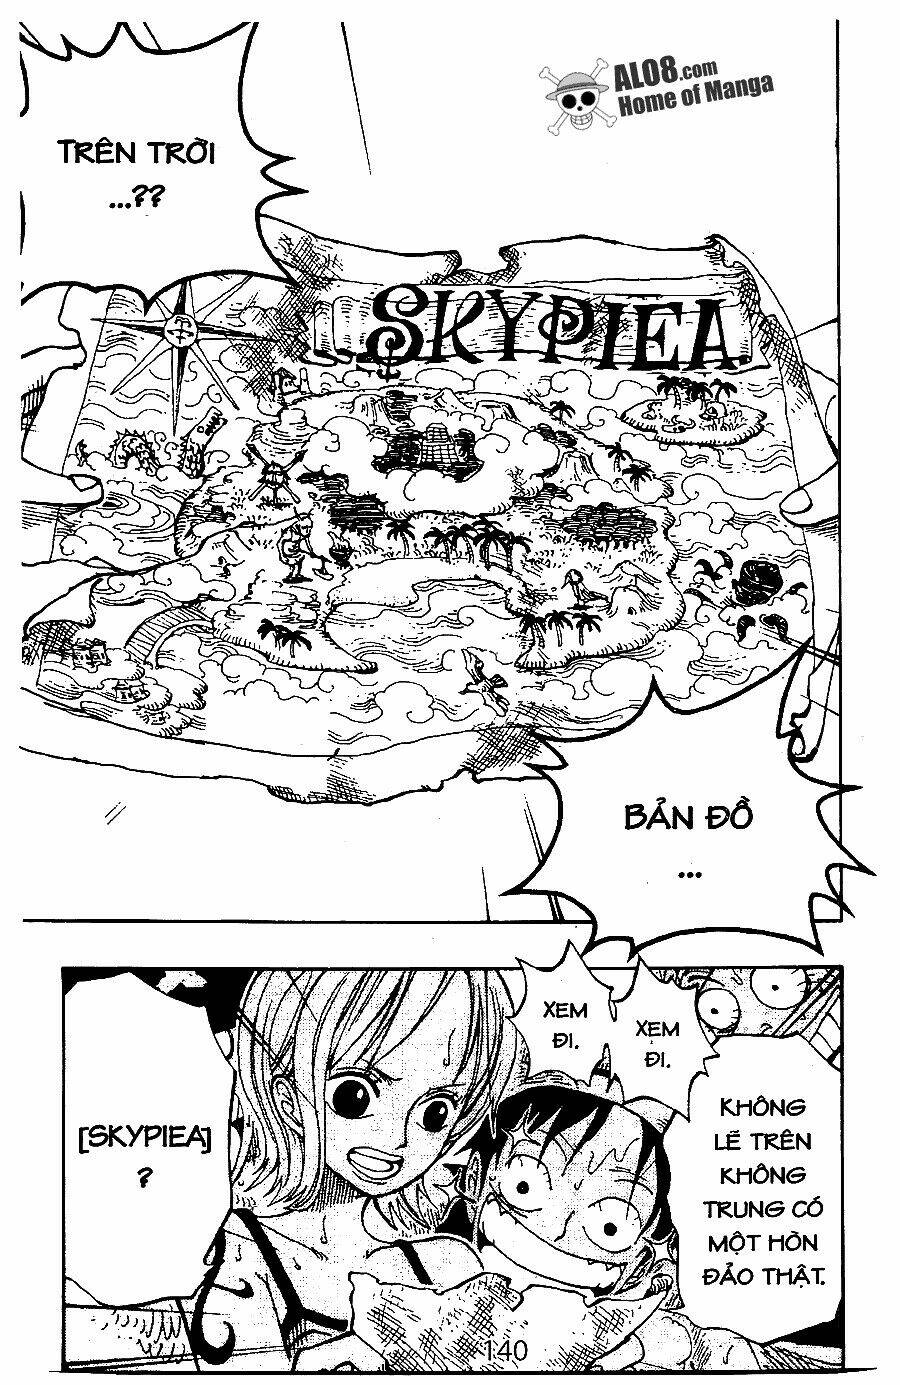 ALO8.com
Home of Manga
BẢN ĐỒ
...
TRÊN TRỜI
...??
SKYPIEA
KHÔNG
LẼ TRÊN
KHÔNG
TRUNG CÓ
MỘT HÒN
ĐẢO THẬT.
XEM
ĐI.
XEM
ĐI.
[SKYPIEA]
?
140